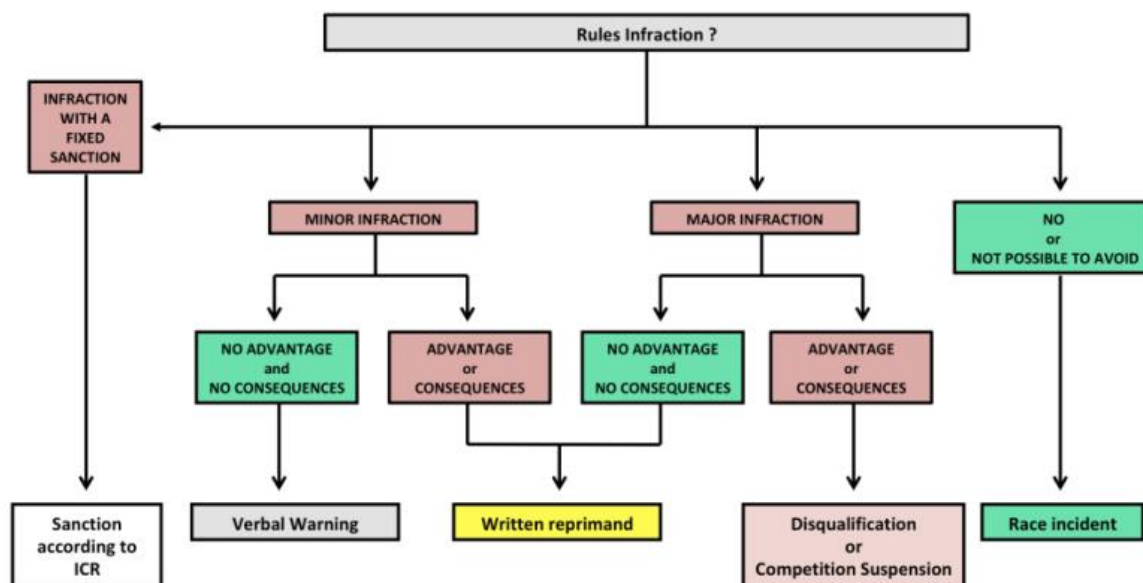 Rules Infraction ?
INFRACTION
WITH A
FIXED
SANCTION
MINOR INFRACTION
MAJOR INFRACTION
NO
or
NOT POSSIBLE TO AVOID
NO ADVANTAGE
and
NO CONSEQUENCES
ADVANTAGE
or
CONSEQUENCES
NO ADVANTAGE
and
NO CONSEQUENCES
ADVANTAGE
or
CONSEQUENCES
Sanction
according to
ICR
Verbal Warning
Written reprimand
Disqualification
or
Competition Suspension
Race incident